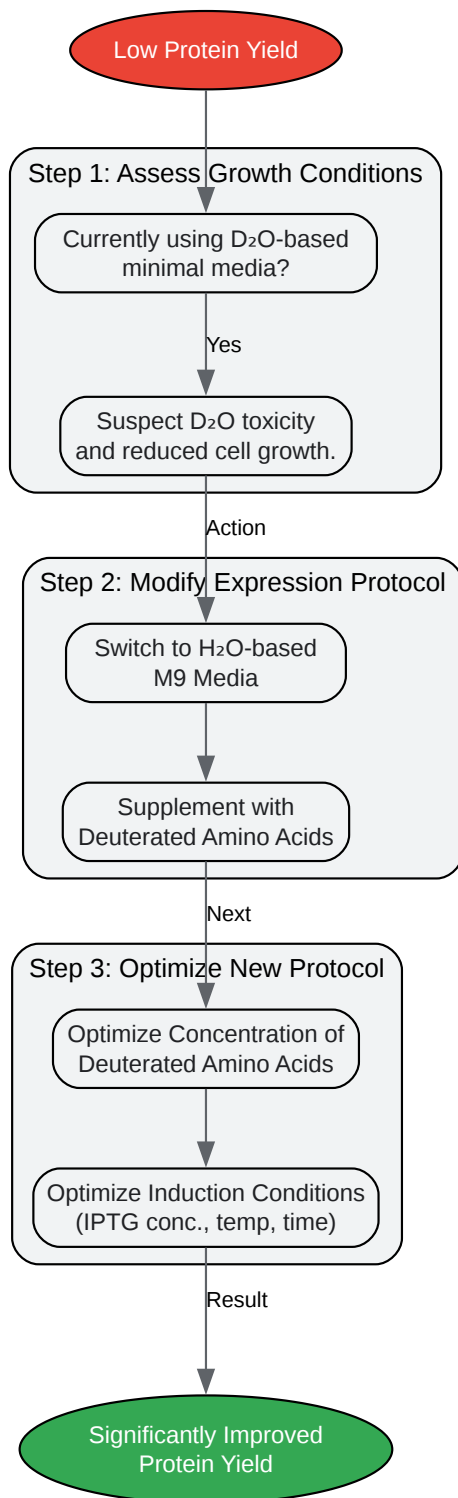 Low Protein Yield
Step 1: Assess Growth Conditions
Currently using D₂O-based
minimal media?
Yes
Suspect D₂O toxicity
and reduced cell growth.
Action
Step 2: Modify Expression Protocol
Switch to H₂O-based
M9 Media
Supplement with
Deuterated Amino Acids
Next
Step 3: Optimize New Protocol
Optimize Concentration of
Deuterated Amino Acids
Optimize Induction Conditions
(IPTG conc., temp, time)
Result
Significantly Improved
Protein Yield